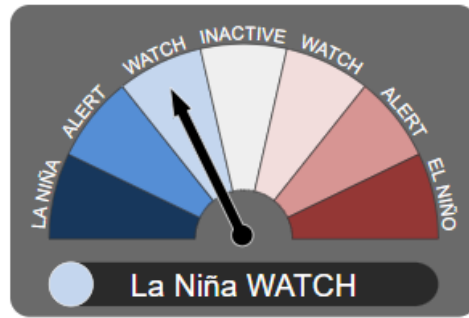 LA NIÑA
ALERT
WATCH
INACTIVE
WATCH
ALERT
EL NIÑO
La Niña WATCH